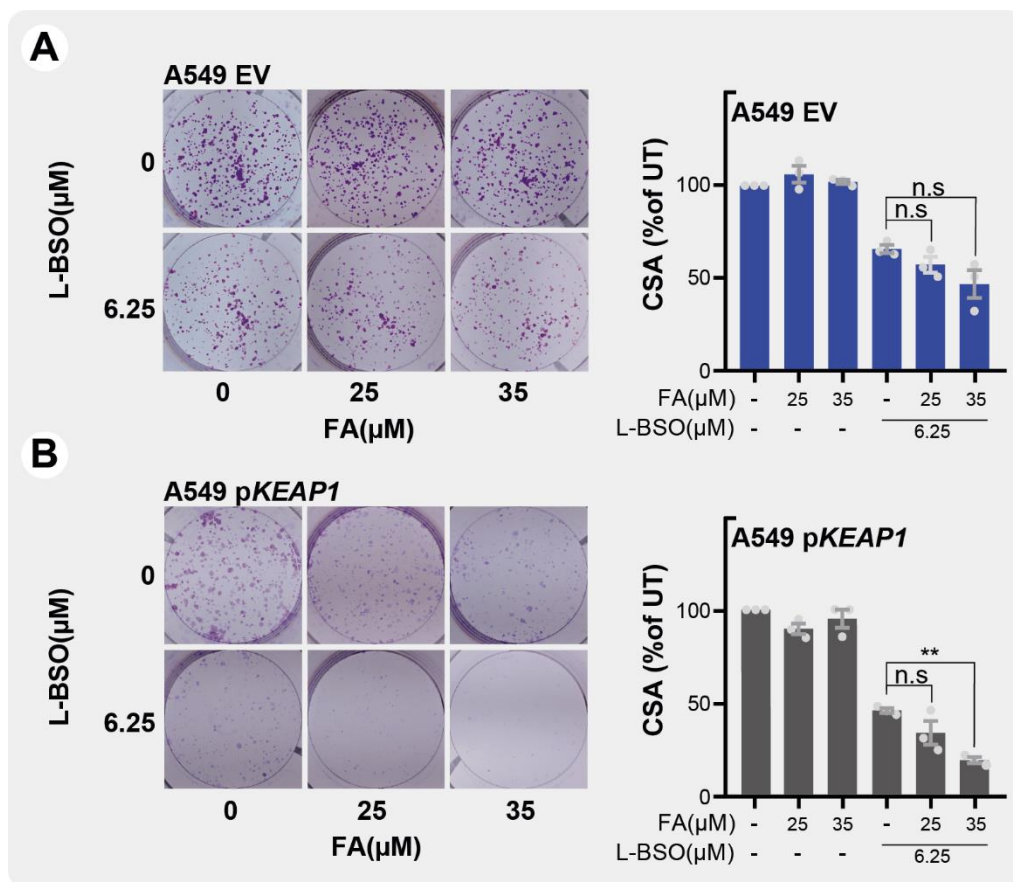 A
A549 EV
L-BSO(µM)
0
6.25
0 25 35
FA(µM)
A549 EV
CSA (%of UT)
100
50
0
n.s
n.s
FA(µM) - 25 35 - 25 35
L-BSO(µM) - - - 6.25
B
A549 pKEAP1
L-BSO(µM)
0
6.25
0 25 35
FA(µM)
A549 pKEAP1
CSA (%of UT)
100
50
0
**
n.s
FA(µM) - 25 35 - 25 35
L-BSO(µM) - - - 6.25